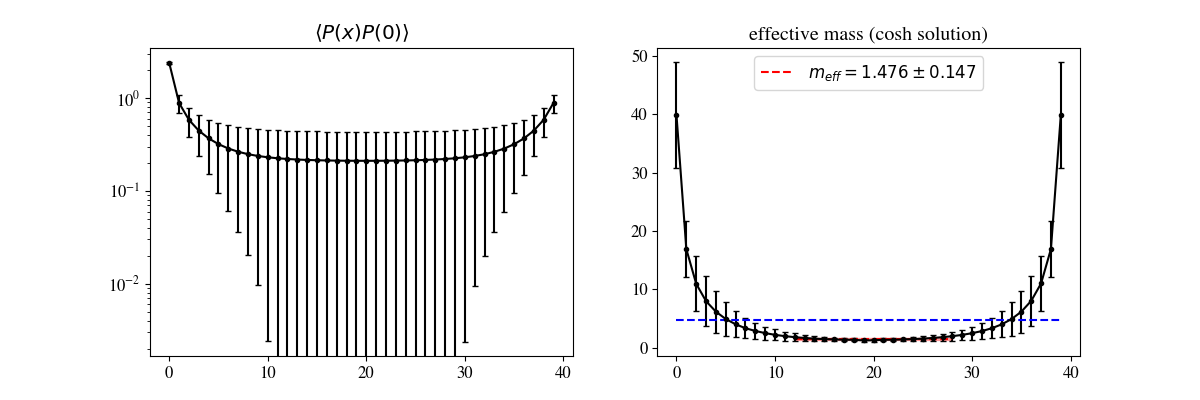 ⟨P(x)P(0)⟩
10⁰
10⁻¹
10⁻²
0 10 20 30 40
effective mass (cosh solution)
m_eff = 1.476 ± 0.147
50
40
30
20
10
0
0 10 20 30 40